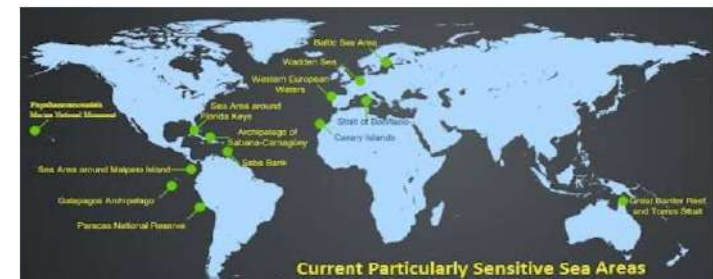 Baltic Sea Area
Wadden Sea
Western European
Waters
Marine National Monument
Sea Area around
Florida Keys
Strait of Bonifacio
Canary Islands
Archipelago of
Sabana-Camagüey
Saba Bank
Sea Area around Malpelo Island
Galapagos Archipelago
Paracas National Reserve
Great Barrier Reef
and Torres Strait
Current Particularly Sensitive Sea Areas